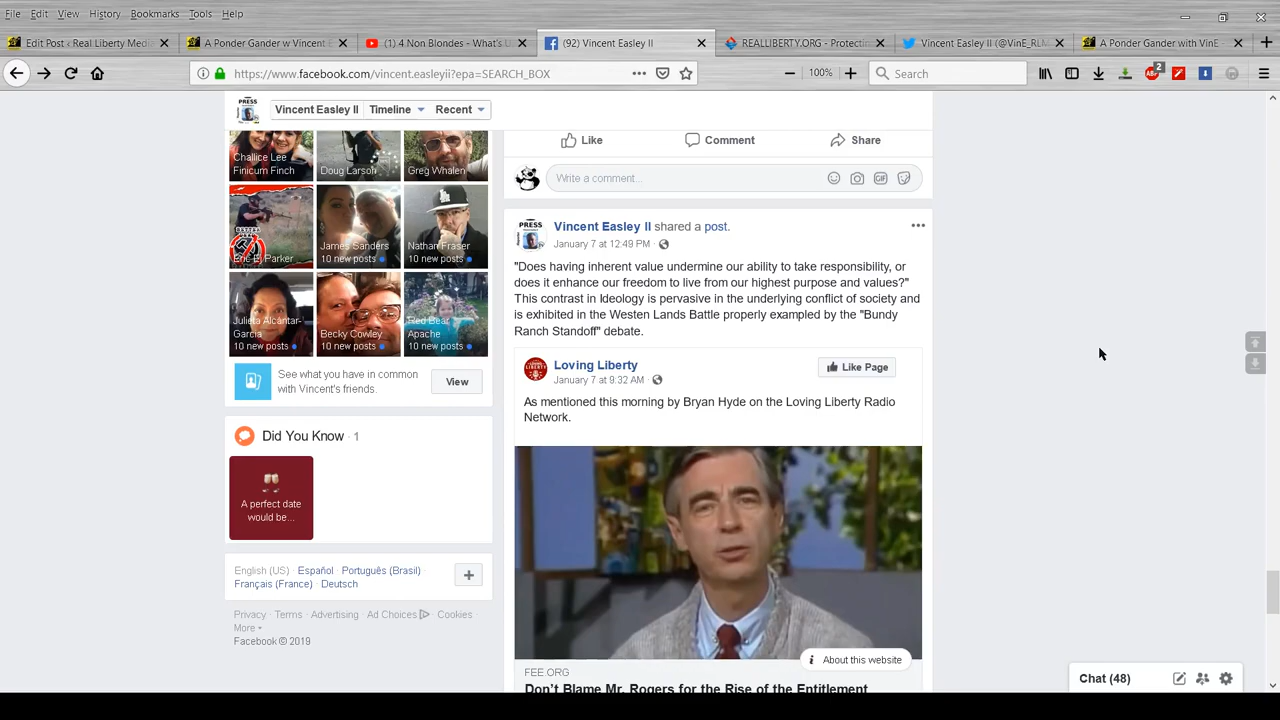 File Edit View History Bookmarks Tools Help
Edit Post ‹ Real Liberty Media
A Ponder Gander w Vincent E
(1) 4 Non Blondes - What's U
(92) Vincent Easley II
REALLIBERTY.ORG - Protectin
Vincent Easley II (@VinE_RLM
A Ponder Gander with VinE -
https://www.facebook.com/vincent.easleyii?epa=SEARCH_BOX
100%
Search
2
PRESS
Vincent Easley II
Timeline
Recent
Like
Comment
Share
Write a comment...
GIF
Challice Lee
Finicum Finch
Doug Larson
Greg Whalen
Eric Ej Parker
James Sanders
10 new posts
Nathan Fraser
10 new posts
Julieta Alcantar-
Garcia
10 new posts
Becky Cowley
10 new posts
Red Bear
Apache
10 new posts
See what you have in common
with Vincent's friends.
View
Did You Know · 1
A perfect date
would be...
English (US) · Español · Português (Brasil) ·
Français (France) · Deutsch
Privacy · Terms · Advertising · Ad Choices · Cookies ·
More
Facebook © 2019
PRESS
Vincent Easley II shared a post.
January 7 at 12:49 PM ·
"Does having inherent value undermine our ability to take responsibility, or
does it enhance our freedom to live from our highest purpose and values?"
This contrast in Ideology is pervasive in the underlying conflict of society and
is exhibited in the Westen Lands Battle properly exampled by the "Bundy
Ranch Standoff" debate.
Loving Liberty
January 7 at 9:32 AM ·
Like Page
As mentioned this morning by Bryan Hyde on the Loving Liberty Radio
Network.
About this website
FEE.ORG
Don't Blame Mr. Rogers for the Rise of the Entitlement
Chat (48)